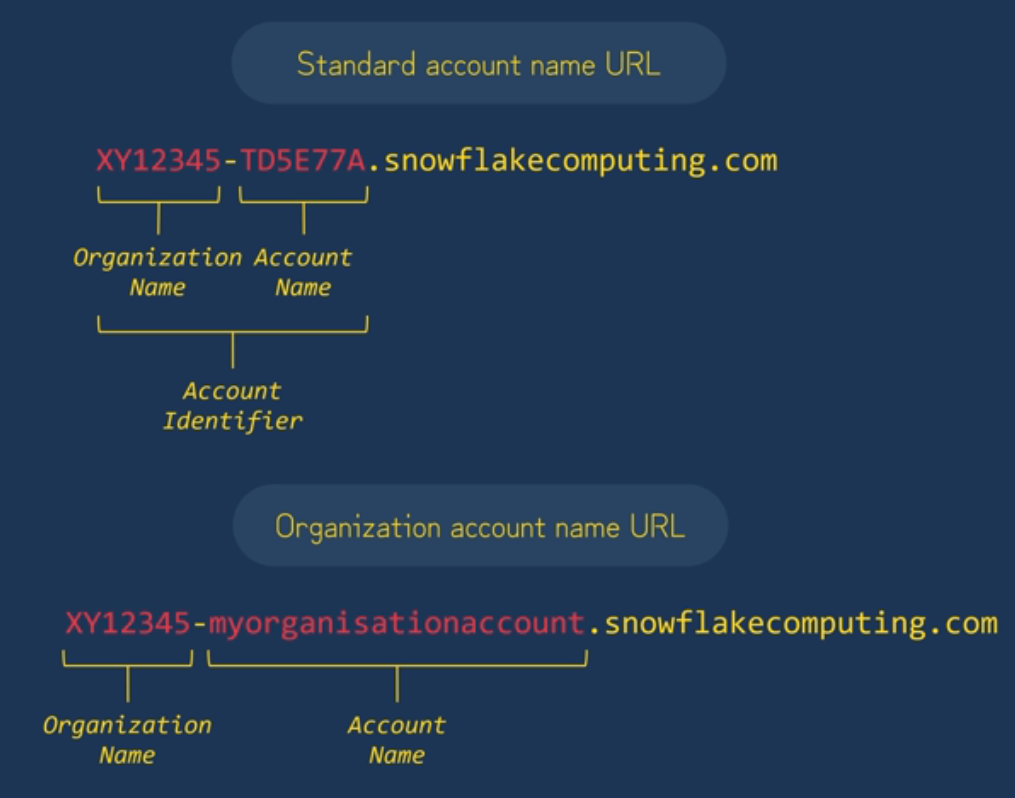 Standard account name URL
XY12345-TD5E77A.snowflakecomputing.com
Organization Account
Name Name
Account
Identifier
Organization account name URL
XY12345-myorganisationaccount.snowflakecomputing.com
Organization Account
Name Name